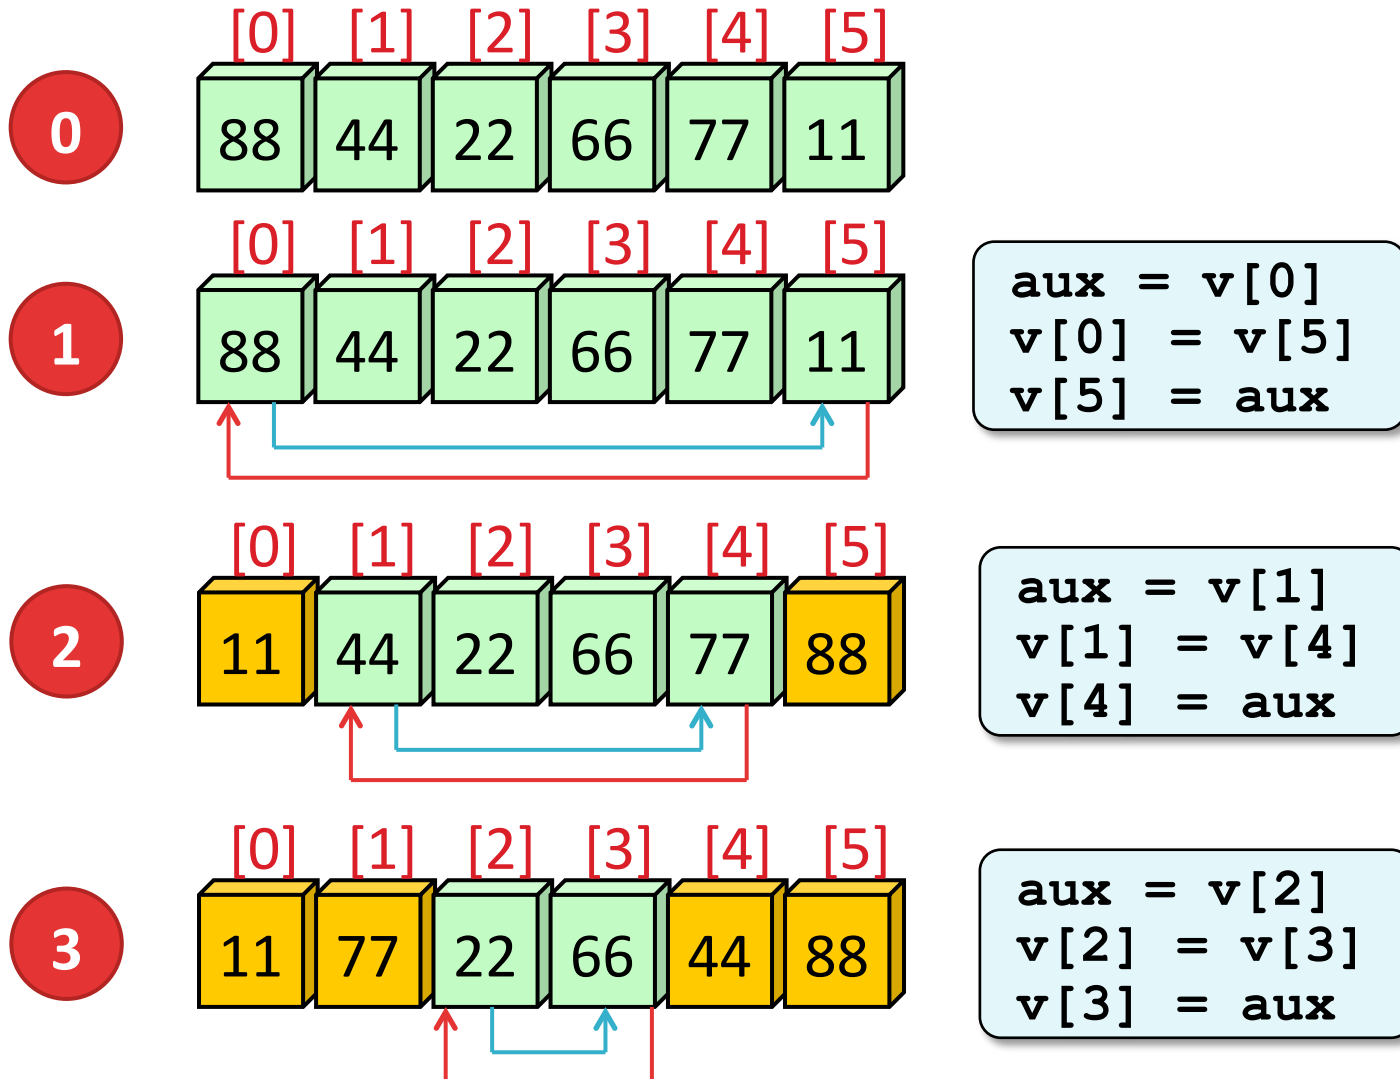 [0] [1] [2] [3] [4] [5]
0 88 44 22 66 77 11
[0] [1] [2] [3] [4] [5]
1 88 44 22 66 77 11
aux = v[0]
v[0] = v[5]
v[5] = aux
[0] [1] [2] [3] [4] [5]
2 11 44 22 66 77 88
aux = v[1]
v[1] = v[4]
v[4] = aux
[0] [1] [2] [3] [4] [5]
3 11 77 22 66 44 88
aux = v[2]
v[2] = v[3]
v[3] = aux